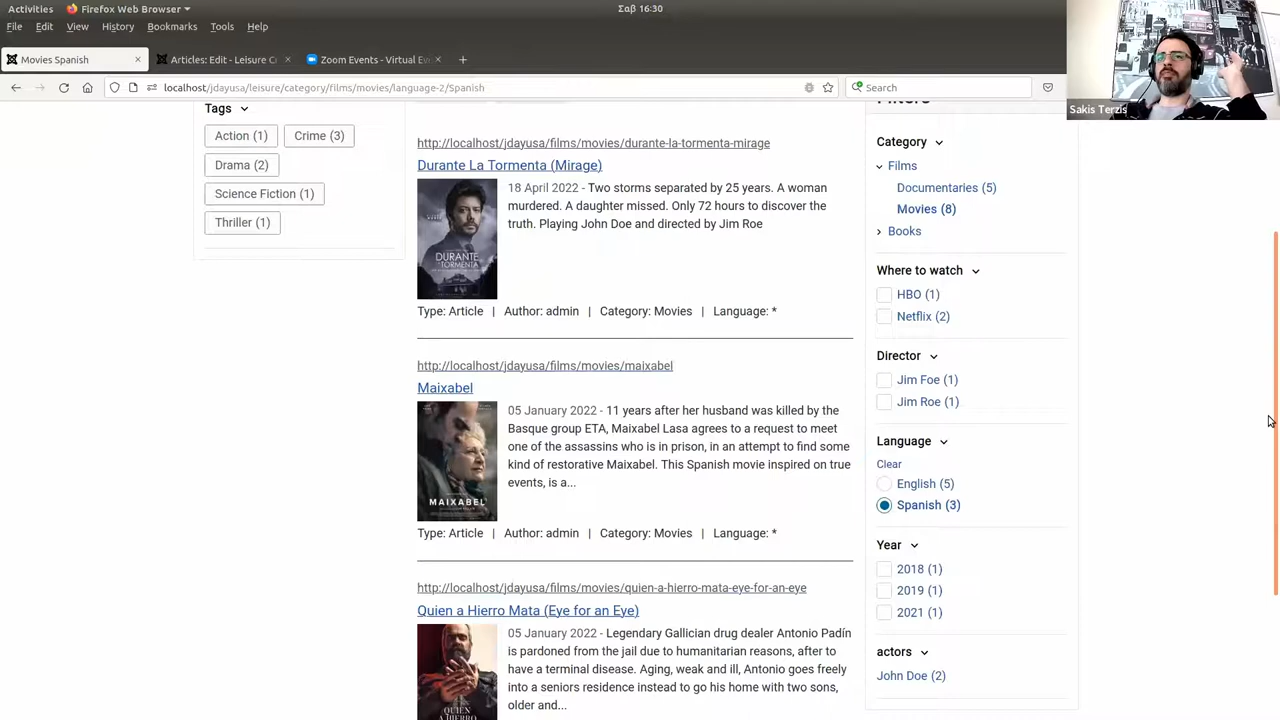 Activities
Firefox Web Browser
Σαβ 16:30
File Edit View History Bookmarks Tools Help
Movies Spanish
Articles: Edit - Leisure C
Zoom Events - Virtual Ev
localhost/jdayusa/leisure/category/films/movies/language-2/Spanish
Search
Sakis Terzis
Tags
Action (1)
Crime (3)
Drama (2)
Science Fiction (1)
Thriller (1)
http://localhost/jdayusa/films/movies/durante-la-tormenta-mirage
Durante La Tormenta (Mirage)
DURANTE
TORMENTA
18 April 2022 - Two storms separated by 25 years. A woman
murdered. A daughter missed. Only 72 hours to discover the
truth. Playing John Doe and directed by Jim Roe
Type: Article | Author: admin | Category: Movies | Language: *
http://localhost/jdayusa/films/movies/maixabel
Maixabel
MAIXABEL
05 January 2022 - 11 years after her husband was killed by the
Basque group ETA, Maixabel Lasa agrees to a request to meet
one of the assassins who is in prison, in an attempt to find some
kind of restorative Maixabel. This Spanish movie inspired on true
events, is a...
Type: Article | Author: admin | Category: Movies | Language: *
http://localhost/jdayusa/films/movies/quien-a-hierro-mata-eye-for-an-eye
Quien a Hierro Mata (Eye for an Eye)
QUIEN
A HIERRO
05 January 2022 - Legendary Gallician drug dealer Antonio Padín
is pardoned from the jail due to humanitarian reasons, after to
have a terminal disease. Aging, weak and ill, Antonio goes freely
into a seniors residence instead to go his home with two sons,
older and...
Filters
Category
Films
Documentaries (5)
Movies (8)
Books
Where to watch
HBO (1)
Netflix (2)
Director
Jim Foe (1)
Jim Roe (1)
Language
Clear
English (5)
Spanish (3)
Year
2018 (1)
2019 (1)
2021 (1)
actors
John Doe (2)